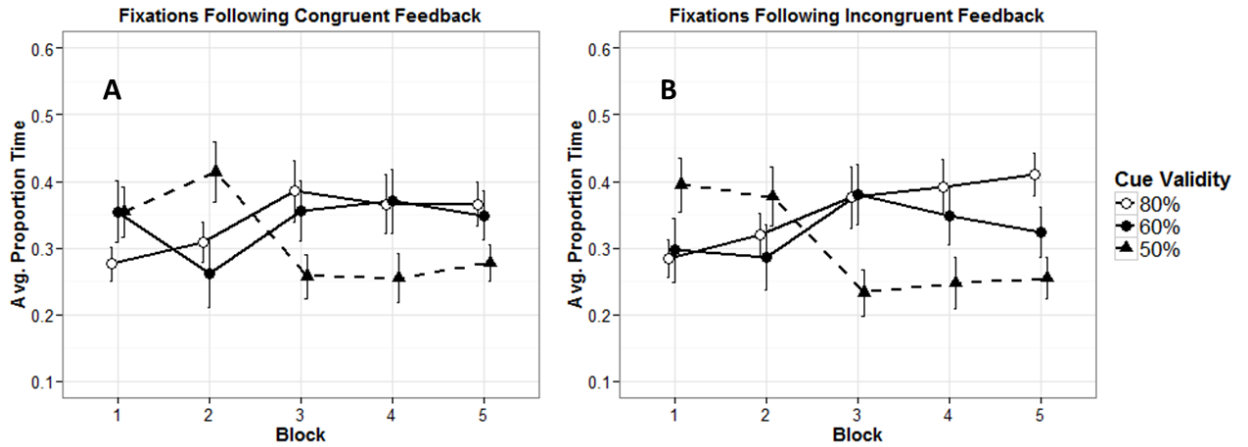 Fixations Following Congruent Feedback
A
Avg. Proportion Time
0.6
0.5
0.4
0.3
0.2
0.1
1 2 3 4 5
Block
Fixations Following Incongruent Feedback
B
Avg. Proportion Time
0.6
0.5
0.4
0.3
0.2
0.1
1 2 3 4 5
Block
Cue Validity
80%
60%
50%